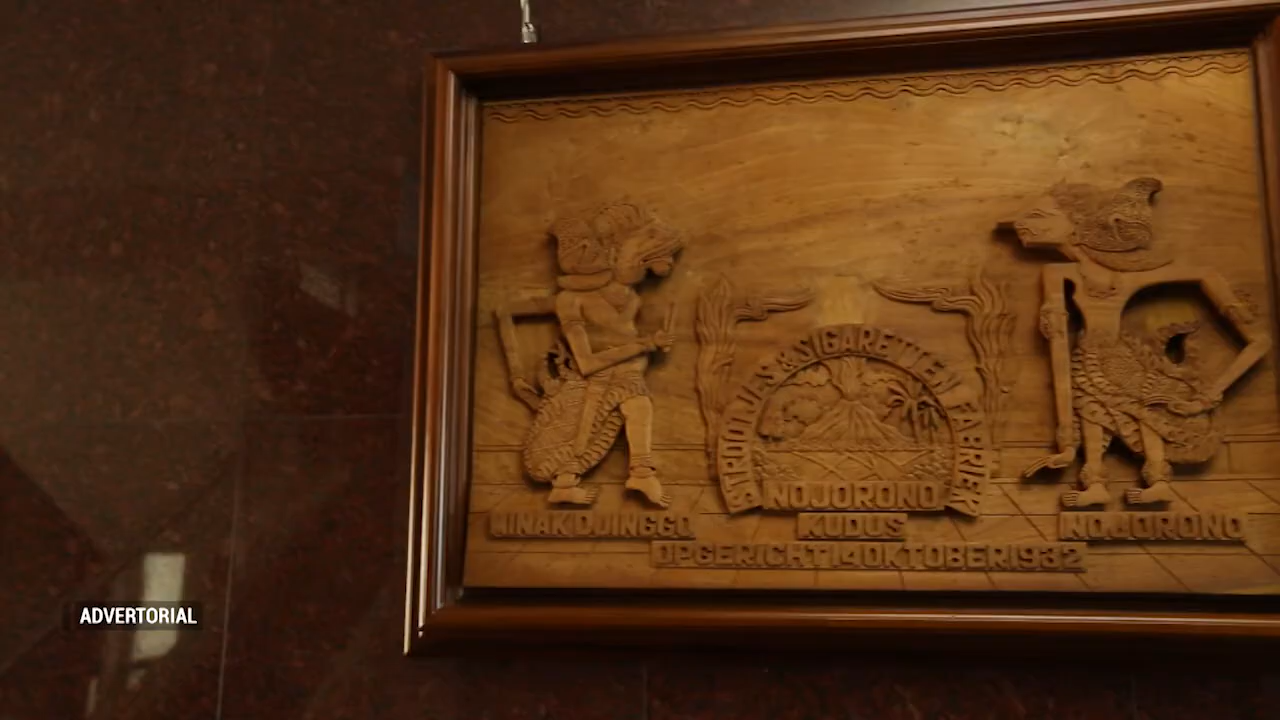 STROOTJES & SIGARETTEN FABRIEK
NOJORONO
MINAKDJINGGO
KUDUS
NOJORONO
OPGERICHT 14 OKTOBER 1932
ADVERTORIAL